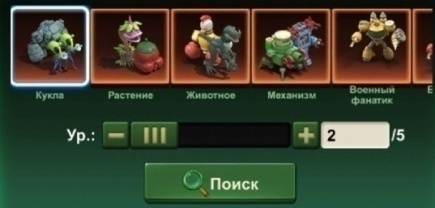 Кукла
Растение
Животное
Механизм
Военный
фанатик
Ур.:
2
/5
Поиск